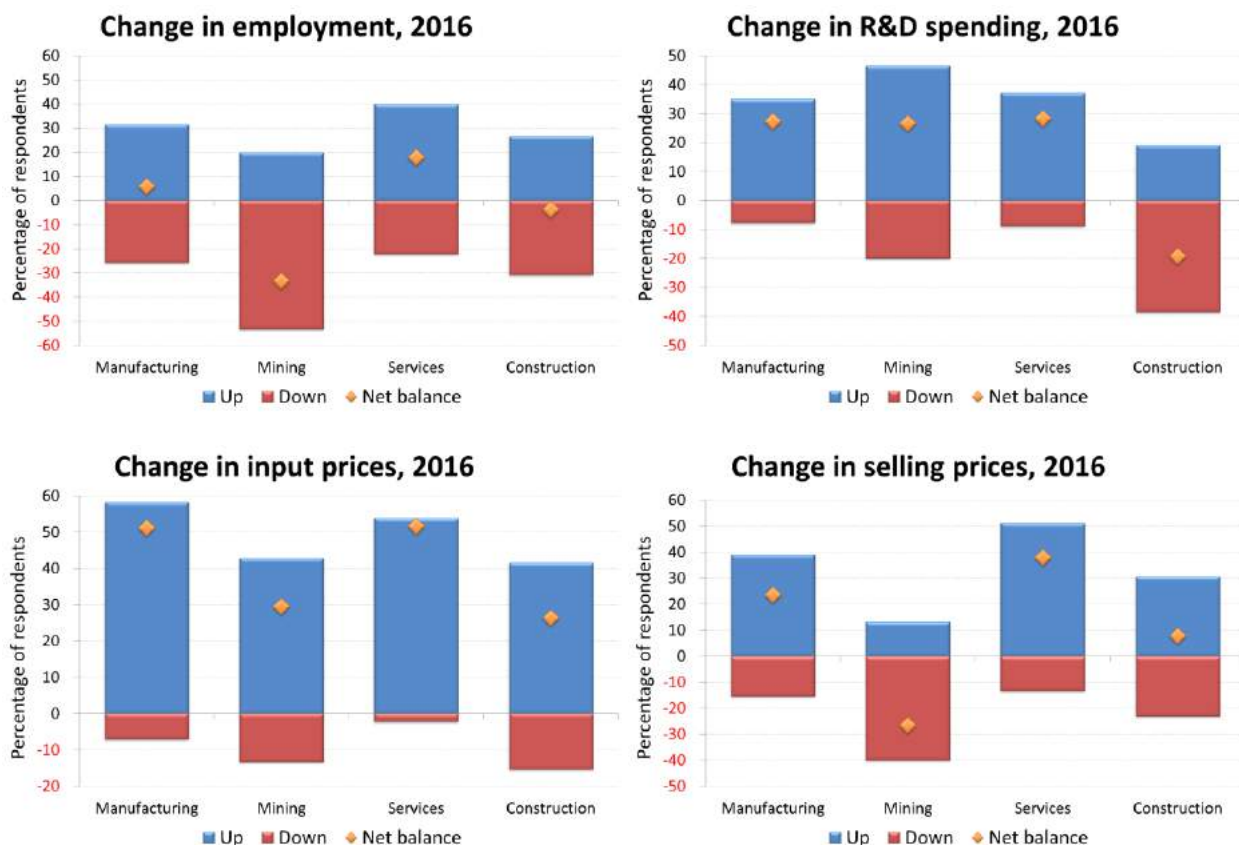 Change in employment, 2016
Percentage of respondents
60
50
40
30
20
10
0
-10
-20
-30
-40
-50
-60
Manufacturing Mining Services Construction
Up Down Net balance
Change in R&D spending, 2016
Percentage of respondents
50
40
30
20
10
0
-10
-20
-30
-40
-50
Manufacturing Mining Services Construction
Up Down Net balance
Change in input prices, 2016
Percentage of respondents
60
50
40
30
20
10
0
-10
-20
Manufacturing Mining Services Construction
Up Down Net balance
Change in selling prices, 2016
Percentage of respondents
60
50
40
30
20
10
0
-10
-20
-30
-40
-50
Manufacturing Mining Services Construction
Up Down Net balance